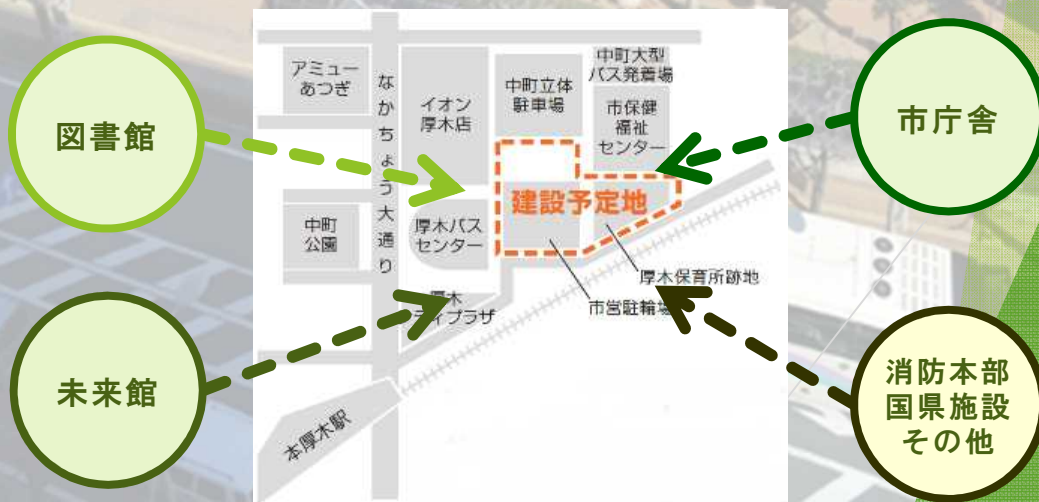 図書館
未来館
市庁舎
消防本部
国県施設
その他
アミュー
あつぎ
なかちょう大通り
イオン
厚木店
中町立体
駐車場
中町大型
バス発着場
市保健
福祉
センター
建設予定地
中町
公園
厚木バス
センター
厚木保育所跡地
市営駐輪場
厚木
ティプラザ
本厚木駅